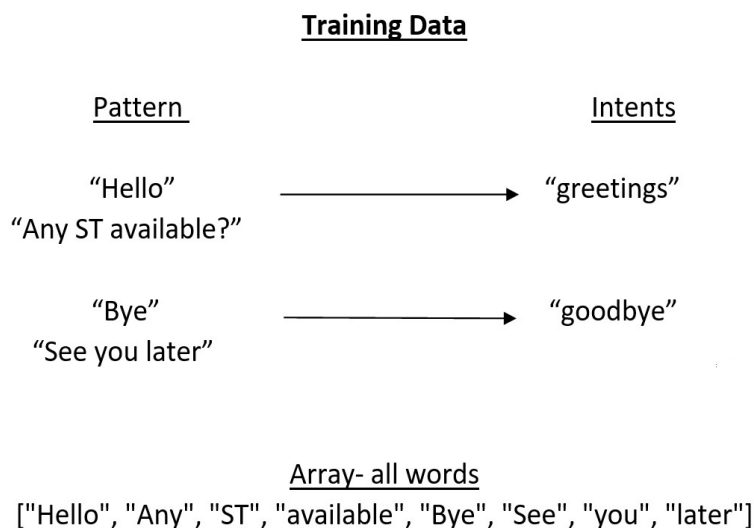 Training Data
Pattern Intents
“Hello” “greetings”
“Any ST available?”
“Bye” “goodbye”
“See you later”
Array- all words
["Hello", "Any", "ST", "available", "Bye", "See", "you", "later"]